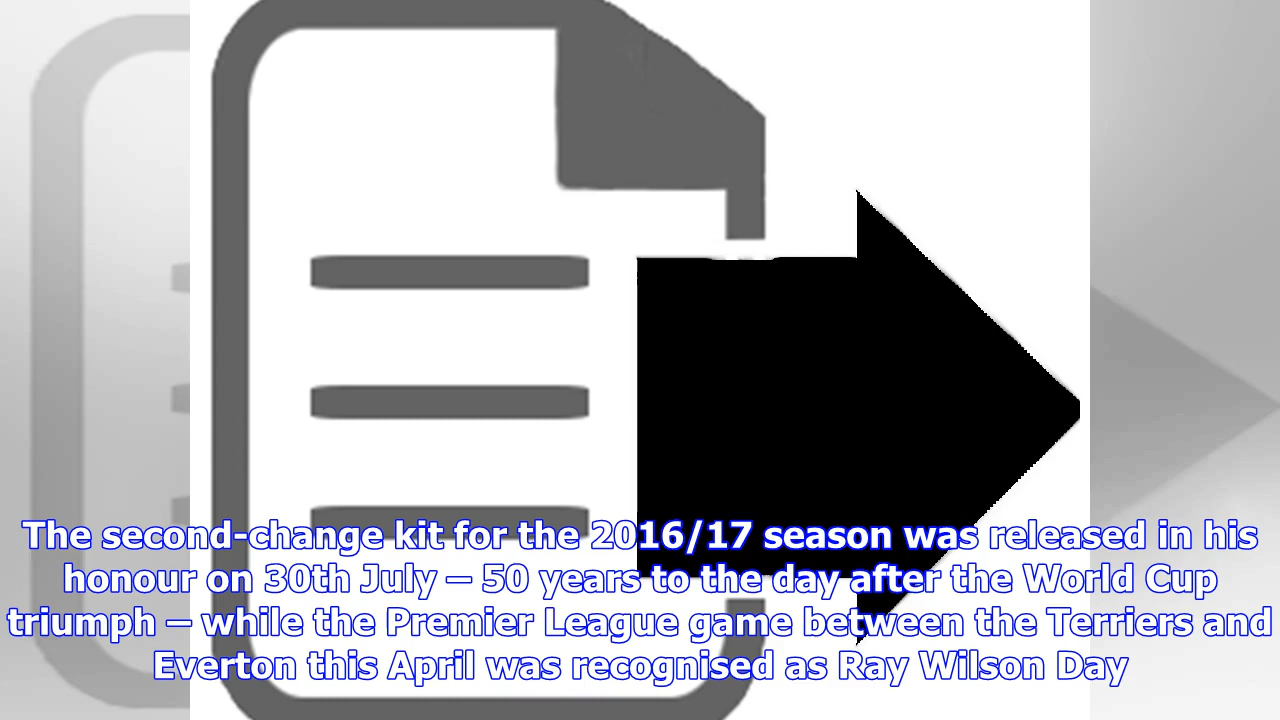 The second-change kit for the 2016/17 season was released in his
honour on 30th July – 50 years to the day after the World Cup
triumph – while the Premier League game between the Terriers and
Everton this April was recognised as Ray Wilson Day